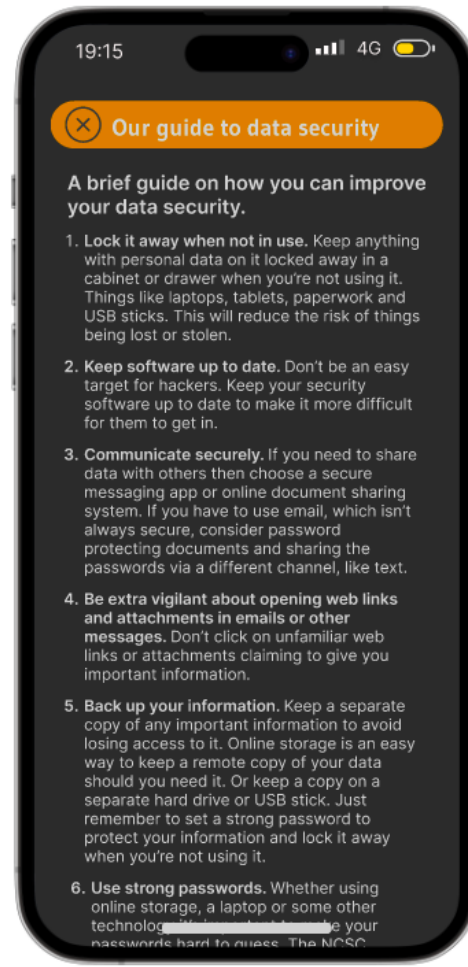 19:15
4G
Our guide to data security
A brief guide on how you can improve
your data security.
1. Lock it away when not in use. Keep anything
with personal data on it locked away in a
cabinet or drawer when you're not using it.
Things like laptops, tablets, paperwork and
USB sticks. This will reduce the risk of things
being lost or stolen.
2. Keep software up to date. Don't be an easy
target for hackers. Keep your security
software up to date to make it more difficult
for them to get in.
3. Communicate securely. If you need to share
data with others then choose a secure
messaging app or online document sharing
system. If you have to use email, which isn't
always secure, consider password
protecting documents and sharing the
passwords via a different channel, like text.
4. Be extra vigilant about opening web links
and attachments in emails or other
messages. Don't click on unfamiliar web
links or attachments claiming to give you
important information.
5. Back up your information. Keep a separate
copy of any important information to avoid
losing access to it. Online storage is an easy
way to keep a remote copy of your data
should you need it. Or keep a copy on a
separate hard drive or USB stick. Just
remember to set a strong password to
protect your information and lock it away
when you're not using it.
6. Use strong passwords. Whether using
online storage, a laptop or some other
your
passwords hard to guess. The NCSC